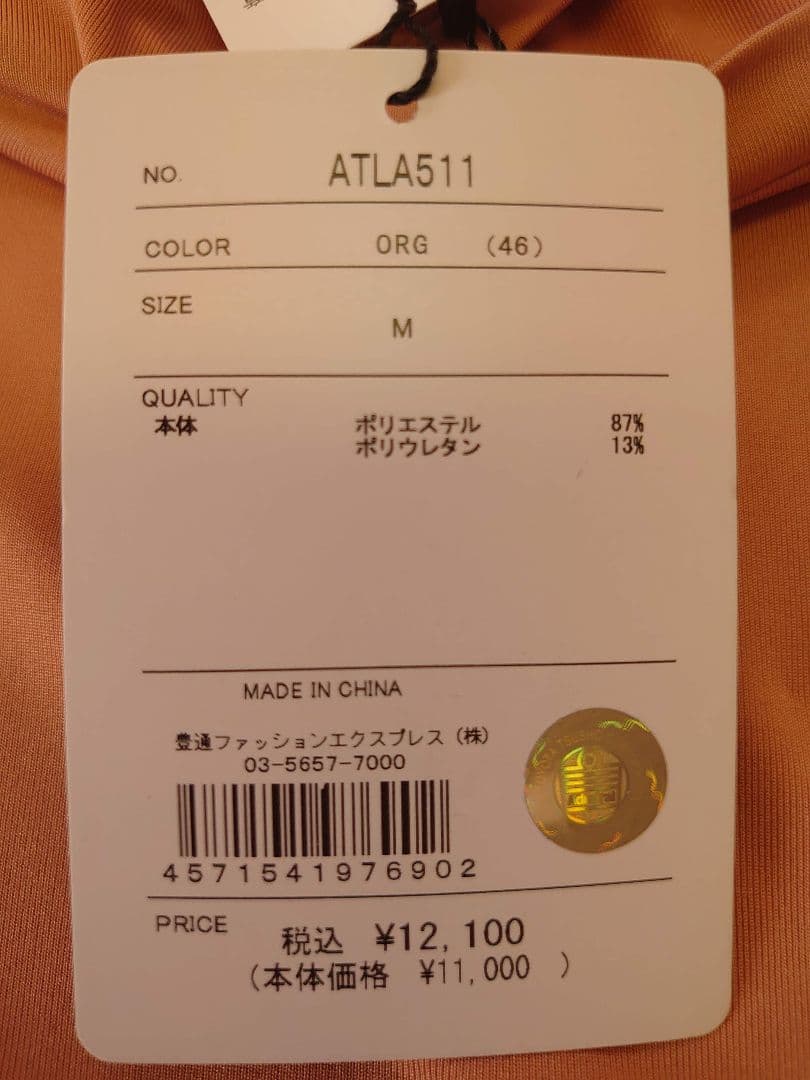 NO. ATLA511
COLOR ORG (46)
SIZE
M
QUALITY
本体 ポリエステル 87%
ポリウレタン 13%
MADE IN CHINA
豊通ファッションエクスプレス(株)
03-5657-7000
4571541976902
PRICE 税込 ¥12,100
(本体価格 ¥11,000 )